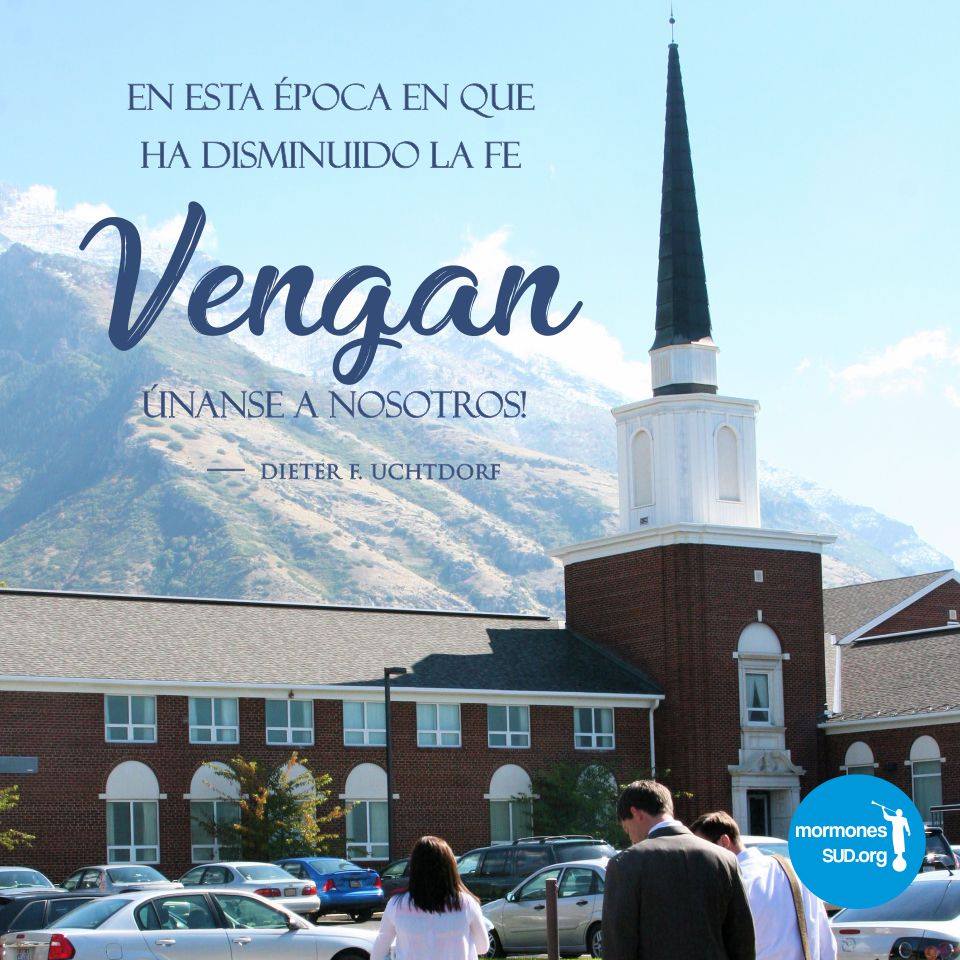 EN ESTA ÉPOCA EN QUE
HA DISMINUIDO LA FE
Vengan
ÚNANSE A NOSOTROS!
— DIETER F. UCHTDORF
mormones
SUD.org